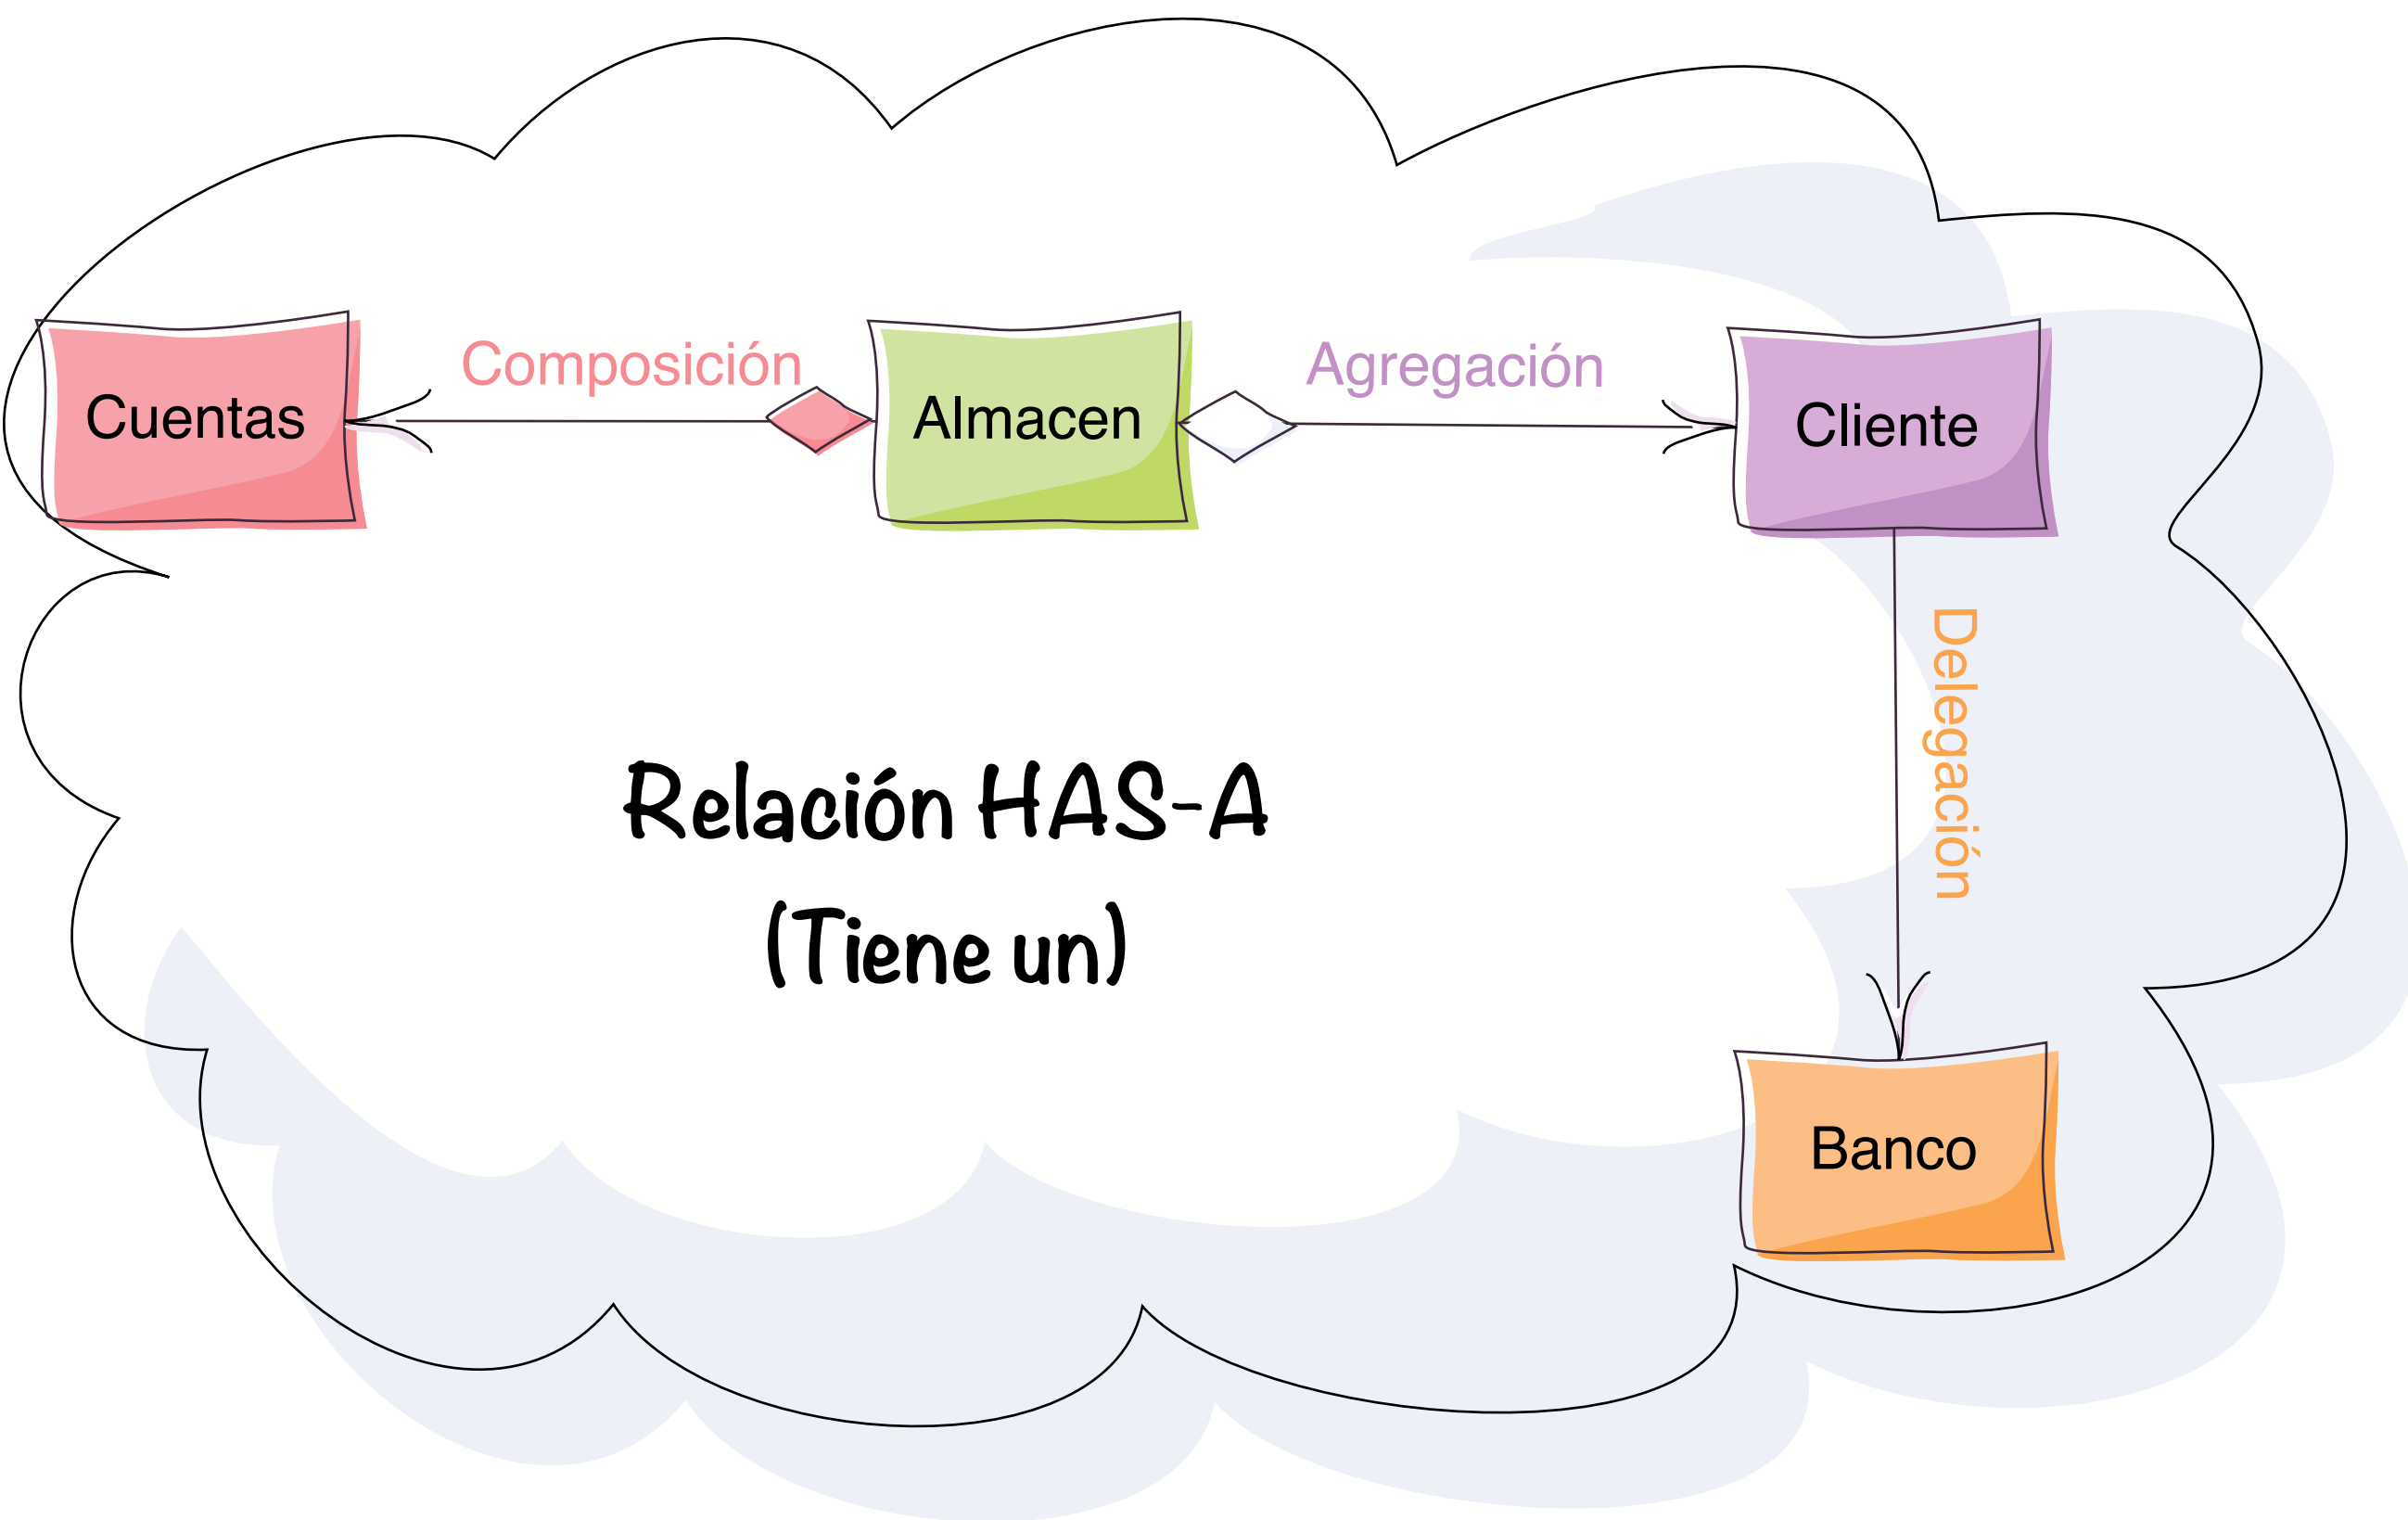 Composición
Agregación
Cuentas
Almacen
Cliente
Delegación
Relación HAS-A
(Tiene un)
Banco